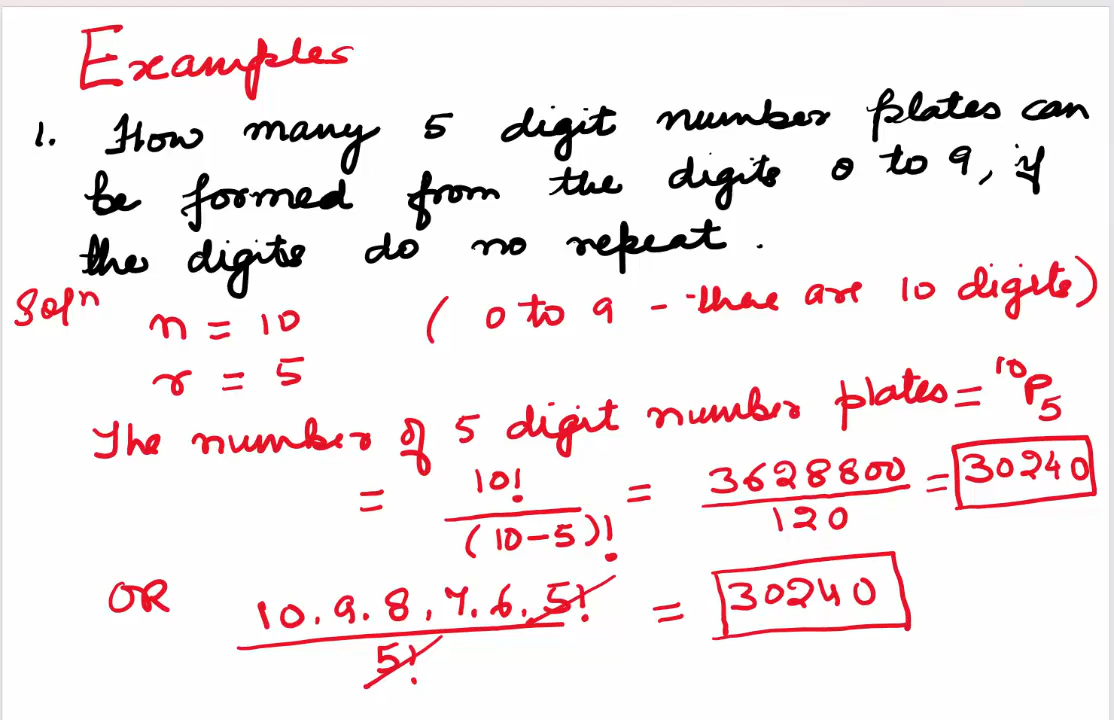 Examples
1. How many 5 digit number plates can
be formed from the digits 0 to 9, if
the digits do no repeat.
Solⁿ
n = 10 ( 0 to 9 - there are 10 digits)
r = 5
The number of 5 digit number plates = ¹⁰P₅
= 10! / (10-5)! = 3628800 / 120 = 30240
OR 10.9.8.7.6.5! / 5! = 30240